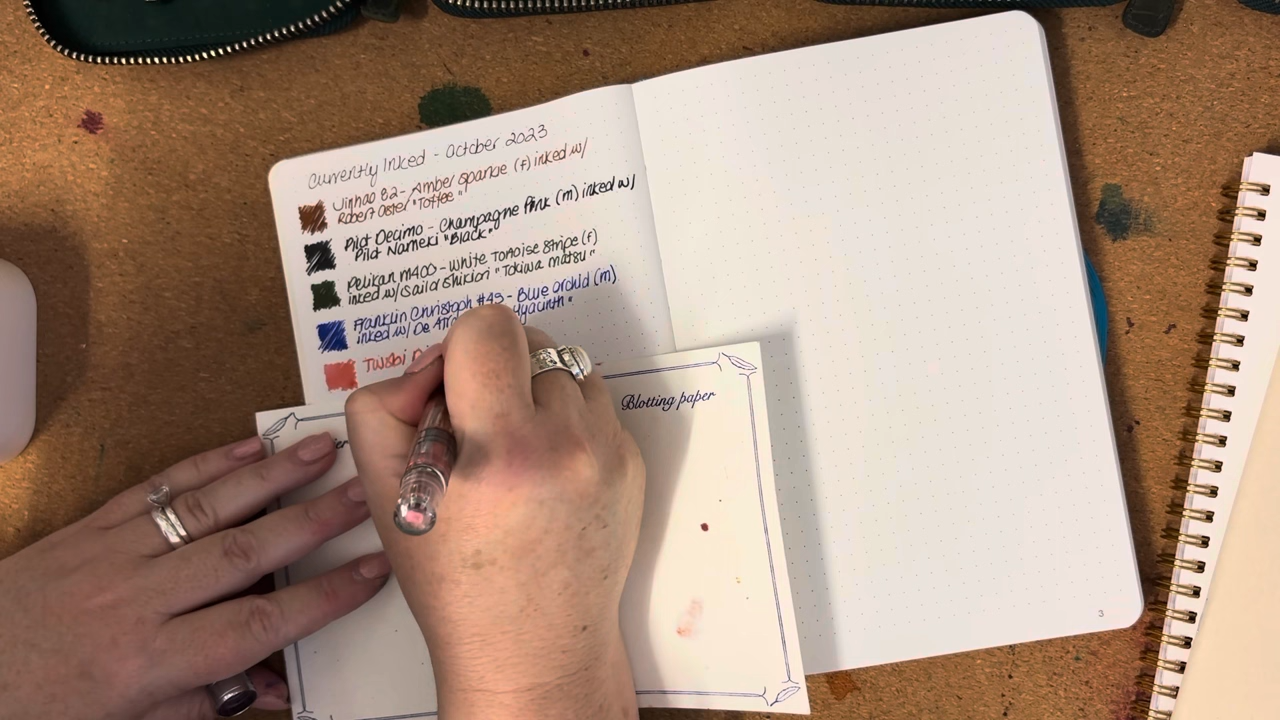 Currently Inked - October 2023
Jinhao 82 - Amber Sparkle (f) inked w/
Robert Oster "Toffee"
Pilot Decimo - Champagne Pink (m) inked w/
Pilot Namiki "Black"
Pelikan m400 - White Tortoise Stripe (f)
inked w/ Sailor Shikiori "Tokiwa Matsu"
Franklin Christoph #45 - Blue Orchid (m)
inked w/ De
Twsbi
Blotting paper
3